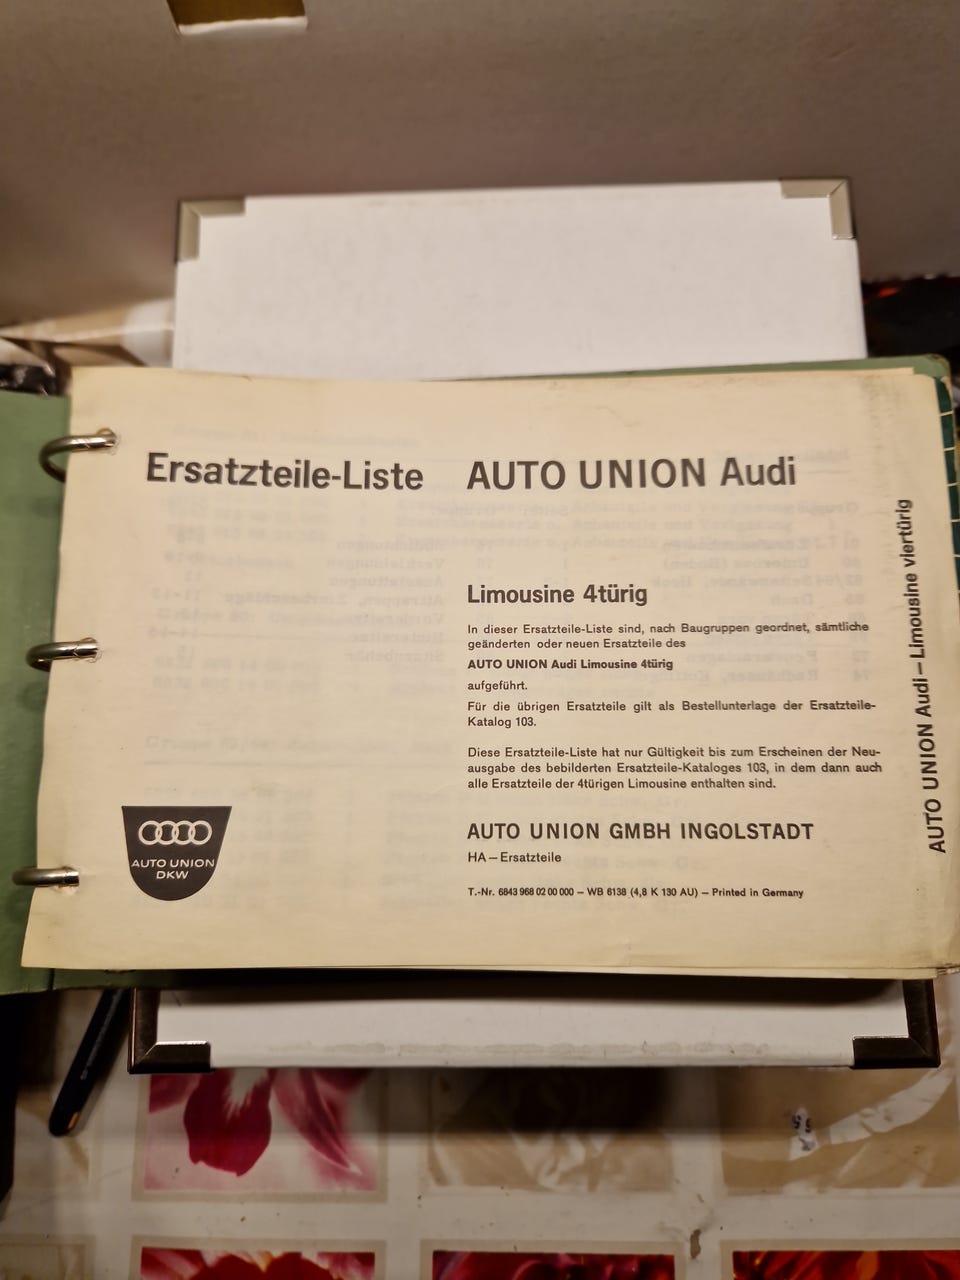 Ersatzteile-Liste
AUTO UNION Audi
Limousine 4türig
In dieser Ersatzteile-Liste sind, nach Baugruppen geordnet, sämtliche
geänderten oder neuen Ersatzteile des
AUTO UNION Audi Limousine 4türig
aufgeführt.
Für die übrigen Ersatzteile gilt als Bestellunterlage der Ersatzteile-
Katalog 103.
Diese Ersatzteile-Liste hat nur Gültigkeit bis zum Erscheinen der Neu-
ausgabe des bebilderten Ersatzteile-Kataloges 103, in dem dann auch
alle Ersatzteile der 4türigen Limousine enthalten sind.
AUTO UNION GMBH INGOLSTADT
HA – Ersatzteile
T.-Nr. 6843 968 02 00 000 – WB 6138 (4,8 K 130 AU) – Printed in Germany
AUTO UNION
DKW
AUTO UNION Audi – Limousine viertürig